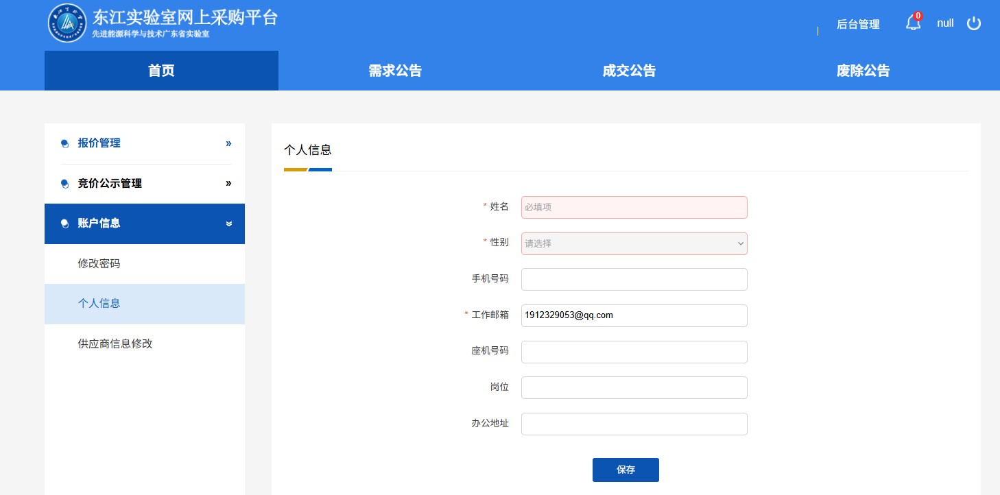 东江实验室网上采购平台
先进能源科学与技术广东省实验室
后台管理
0
null
首页
需求公告
成交公告
废除公告
报价管理 »
竞价公示管理 »
账户信息
修改密码
个人信息
供应商信息修改
个人信息
* 姓名 必填项
* 性别 请选择
手机号码
* 工作邮箱 1912329053@qq.com
座机号码
岗位
办公地址
保存